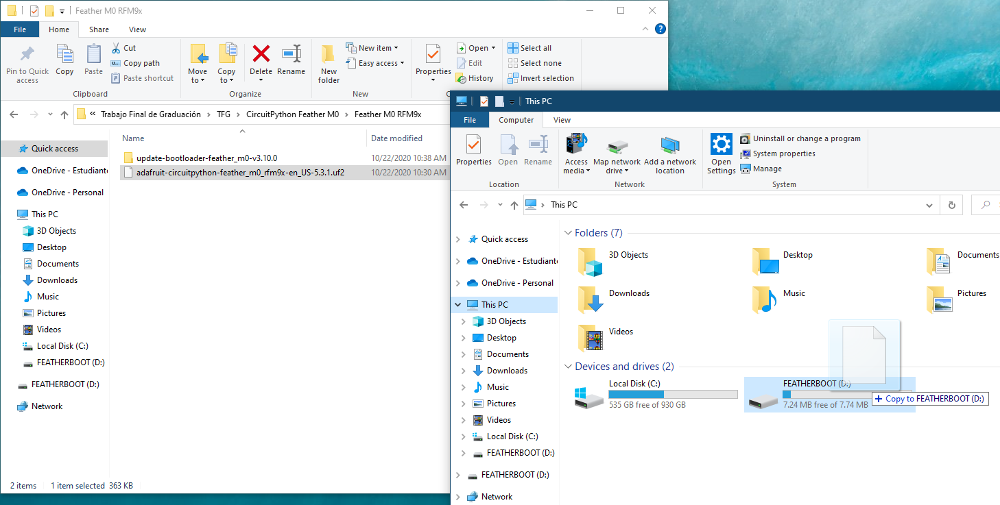 Feather M0 RFM9x
File Home Share View
Pin to Quick access
Copy
Paste
Cut
Copy path
Paste shortcut
Clipboard
Move to
Copy to
Delete
Rename
Organize
New folder
New item
Easy access
New
Properties
Open
Edit
History
Select all
Select none
Invert selection
« Trabajo Final de Graduación › TFG › CircuitPython Feather M0 › Feather M0 RFM9x
Name Date modified
update-bootloader-feather_m0-v3.10.0 10/22/2020 10:38 AM
adafruit-circuitpython-feather_m0_rfm9x-en_US-5.3.1.uf2 10/22/2020 10:30 AM
Quick access
OneDrive - Estudiant
OneDrive - Personal
This PC
3D Objects
Desktop
Documents
Downloads
Music
Pictures
Videos
Local Disk (C:)
FEATHERBOOT (D:)
FEATHERBOOT (D:)
Network
2 items 1 item selected 363 KB
This PC
File Computer View
Properties
Open
Rename
Location
Access media
Map network drive
Add a network location
Network
Open Settings
Uninstall or change a program
System properties
Manage
System
› This PC
Quick access
OneDrive - Estudiant
OneDrive - Personal
This PC
3D Objects
Desktop
Documents
Downloads
Music
Pictures
Videos
Local Disk (C:)
FEATHERBOOT (D:)
FEATHERBOOT (D:)
Network
Folders (7)
3D Objects
Desktop
Documents
Downloads
Music
Pictures
Videos
Devices and drives (2)
Local Disk (C:)
535 GB free of 930 GB
FEATHERBOOT (D:)
7.24 MB free of 7.74 MB
+ Copy to FEATHERBOOT (D:)